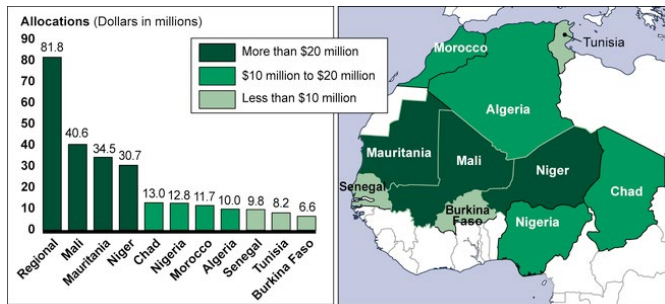 Allocations (Dollars in millions)
90
80
70
60
50
40
30
20
10
0
81.8
40.6
34.5
30.7
13.0
12.8
11.7
10.0
9.8
8.2
6.6
Regional
Mali
Mauritania
Niger
Chad
Nigeria
Morocco
Algeria
Senegal
Tunisia
Burkina Faso
More than $20 million
$10 million to $20 million
Less than $10 million
Morocco
Tunisia
Algeria
Mauritania
Mali
Niger
Chad
Senegal
Burkina
Faso
Nigeria